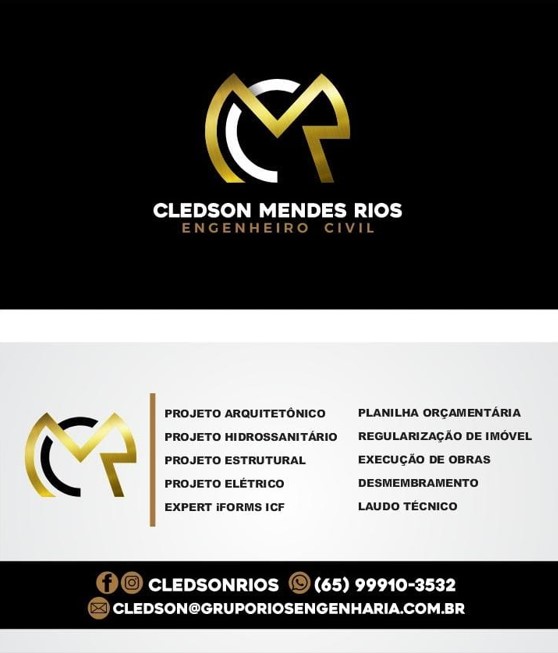 CLEDSON MENDES RIOS
ENGENHEIRO CIVIL
PROJETO ARQUITETÔNICO
PROJETO HIDROSSANITÁRIO
PROJETO ESTRUTURAL
PROJETO ELÉTRICO
EXPERT iFORMS ICF
PLANILHA ORÇAMENTÁRIA
REGULARIZAÇÃO DE IMÓVEL
EXECUÇÃO DE OBRAS
DESMEMBRAMENTO
LAUDO TÉCNICO
CLEDSONRIOS (65) 99910-3532
CLEDSON@GRUPORIOSENGENHARIA.COM.BR